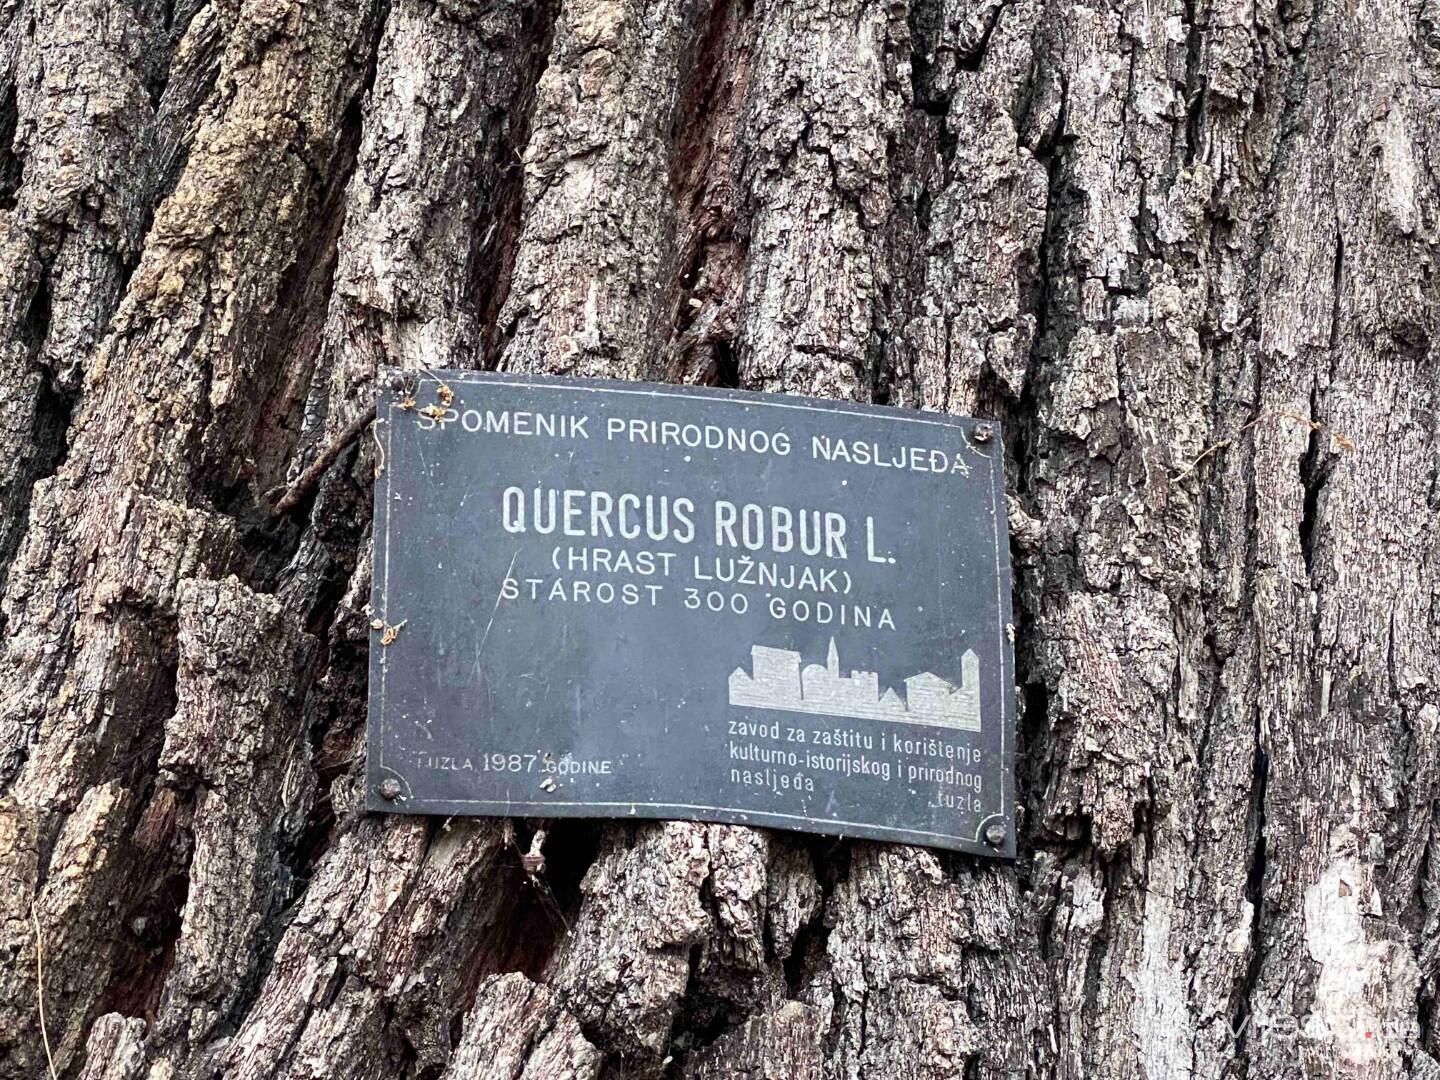 SPOMENIK PRIRODNOG NASLJEĐA
QUERCUS ROBUR L.
(HRAST LUŽNJAK)
STAROST 300 GODINA
zavod za zaštitu i korištenje
kulturno-istorijskog i prirodnog
nasljeđa
tuzla
TUZLA, 1987. GODINE